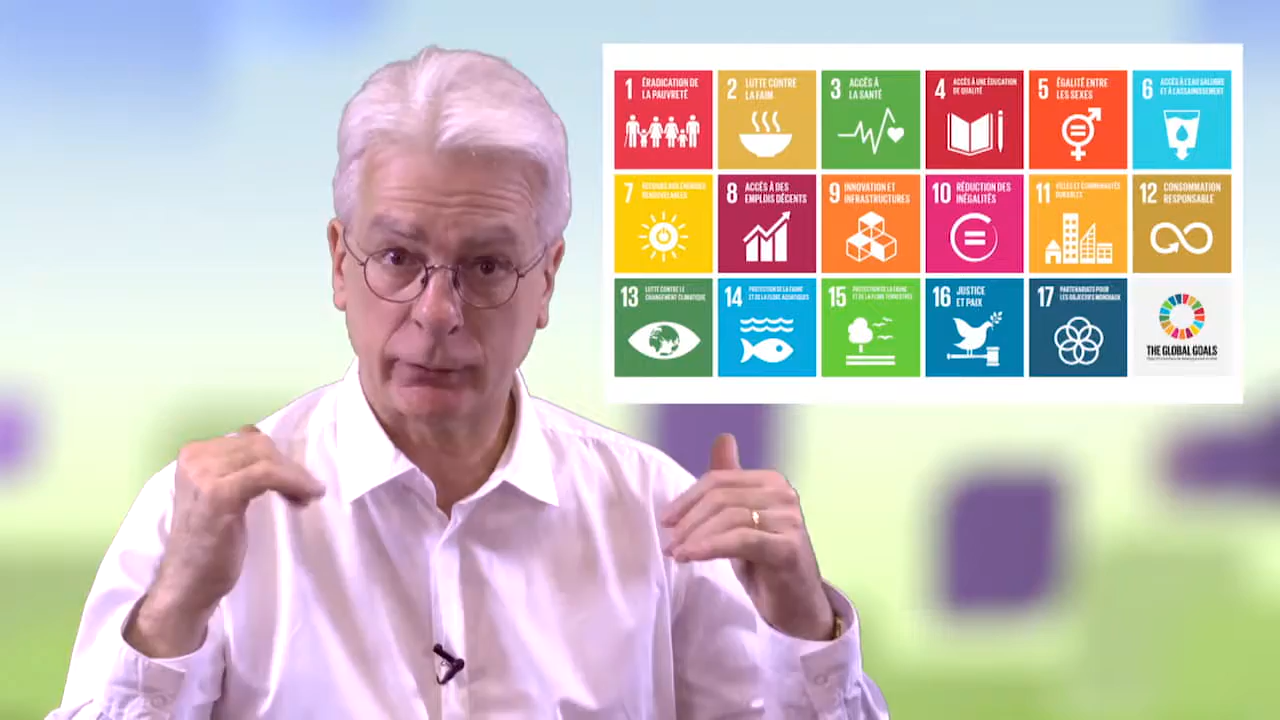 1 ÉRADICATION DE
LA PAUVRETÉ
2 LUTTE CONTRE
LA FAIM
3 ACCÈS À
LA SANTÉ
4 ACCÈS À UNE ÉDUCATION
DE QUALITÉ
5 ÉGALITÉ ENTRE
LES SEXES
6 ACCÈS À L'EAU SALUBRE
ET À L'ASSAINISSEMENT
7 RECOURS AUX ÉNERGIES
RENOUVELABLES
8 ACCÈS À DES
EMPLOIS DÉCENTS
9 INNOVATION ET
INFRASTRUCTURES
10 RÉDUCTION DES
INÉGALITÉS
11 VILLES ET COMMUNAUTÉS
DURABLES
12 CONSOMMATION
RESPONSABLE
13 LUTTE CONTRE LE
CHANGEMENT CLIMATIQUE
14 PROTECTION DE LA FAUNE
ET DE LA FLORE AQUATIQUES
15 PROTECTION DE LA FAUNE
ET DE LA FLORE TERRESTRES
16 JUSTICE
ET PAIX
17 PARTENARIATS POUR
LES OBJECTIFS MONDIAUX
THE GLOBAL GOALS